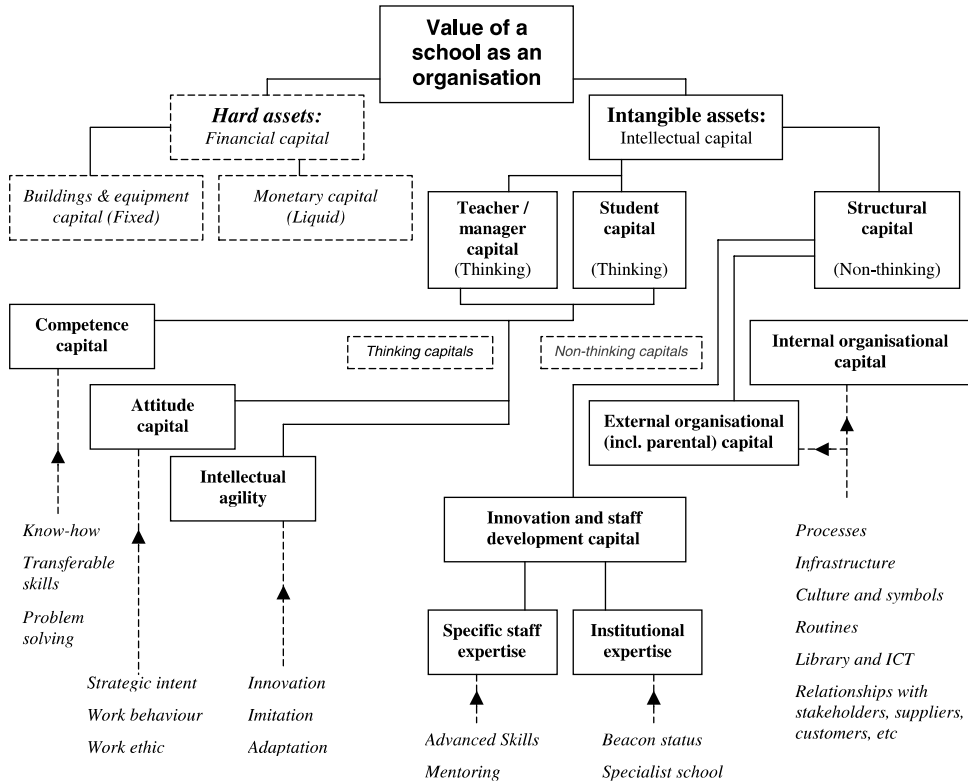 Value of a
school as an
organisation
Hard assets:
Financial capital
Intangible assets:
Intellectual capital
Buildings & equipment
capital (Fixed)
Monetary capital
(Liquid)
Teacher /
manager
capital
(Thinking)
Student
capital
(Thinking)
Structural
capital
(Non-thinking)
Competence
capital
Thinking capitals
Non-thinking capitals
Internal organisational
capital
Attitude
capital
External organisational
(incl. parental) capital
Intellectual
agility
Innovation and staff
development capital
Know-how
Transferable
skills
Problem
solving
Processes
Infrastructure
Culture and symbols
Routines
Library and ICT
Relationships with
stakeholders, suppliers,
customers, etc
Specific staff
expertise
Institutional
expertise
Strategic intent
Work behaviour
Work ethic
Innovation
Imitation
Adaptation
Advanced Skills
Mentoring
Beacon status
Specialist school